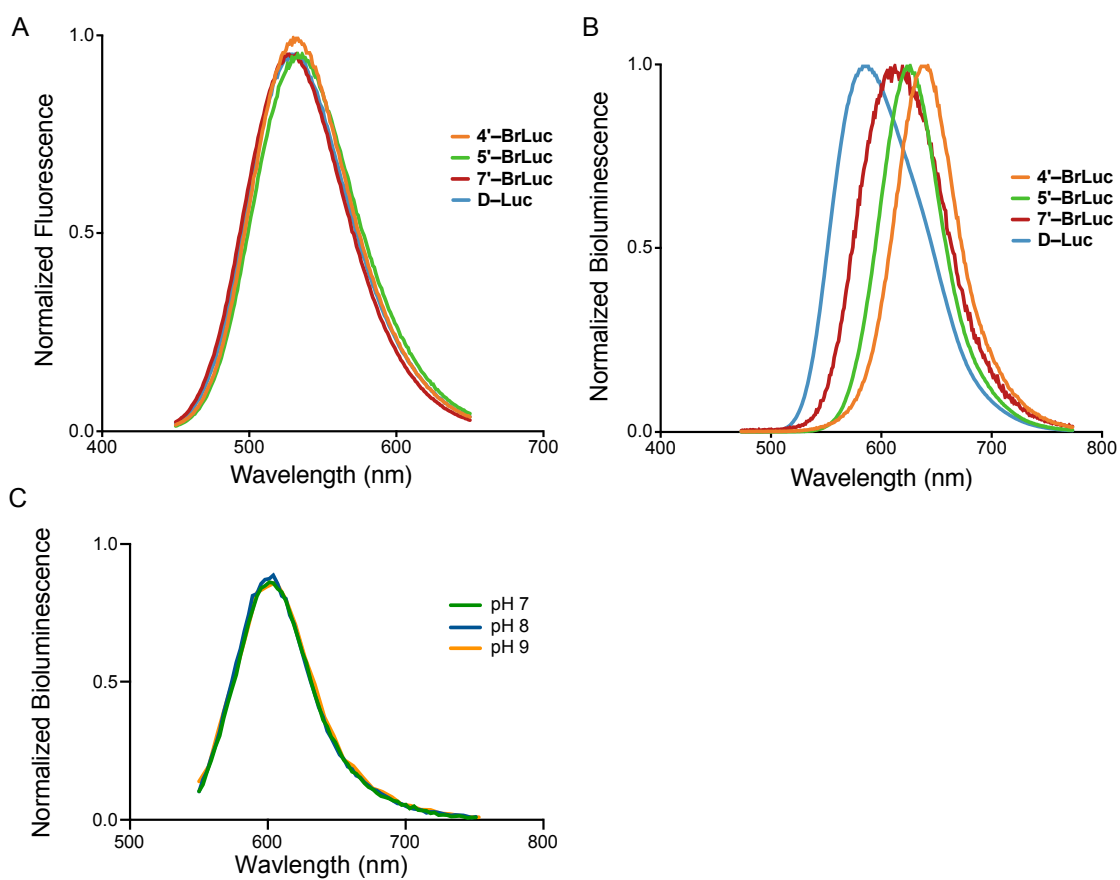 A
Normalized Fluorescence
1.0
0.5
0.0
400
500
600
700
Wavelength (nm)
4'–BrLuc
5'–BrLuc
7'–BrLuc
D–Luc
B
Normalized Bioluminescence
1.0
0.5
0.0
400
500
600
700
800
Wavelength (nm)
4'–BrLuc
5'–BrLuc
7'–BrLuc
D–Luc
C
Normalized Bioluminescence
1.0
0.5
0.0
500
600
700
800
Wavlength (nm)
pH 7
pH 8
pH 9